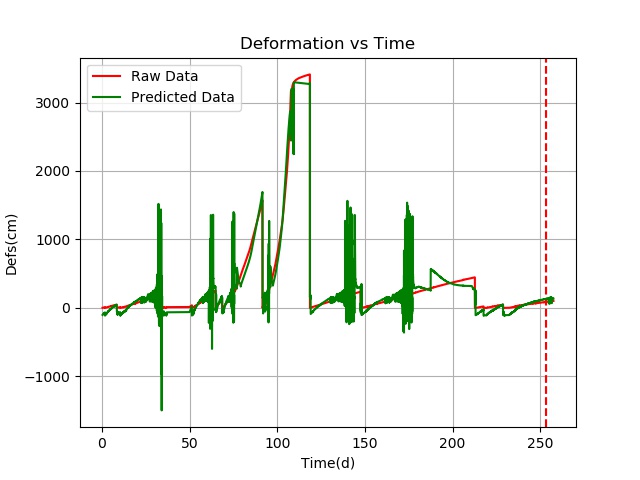 Deformation vs Time
Raw Data
Predicted Data
Defs(cm)
3000
2000
1000
0
−1000
0 50 100 150 200 250
Time(d)